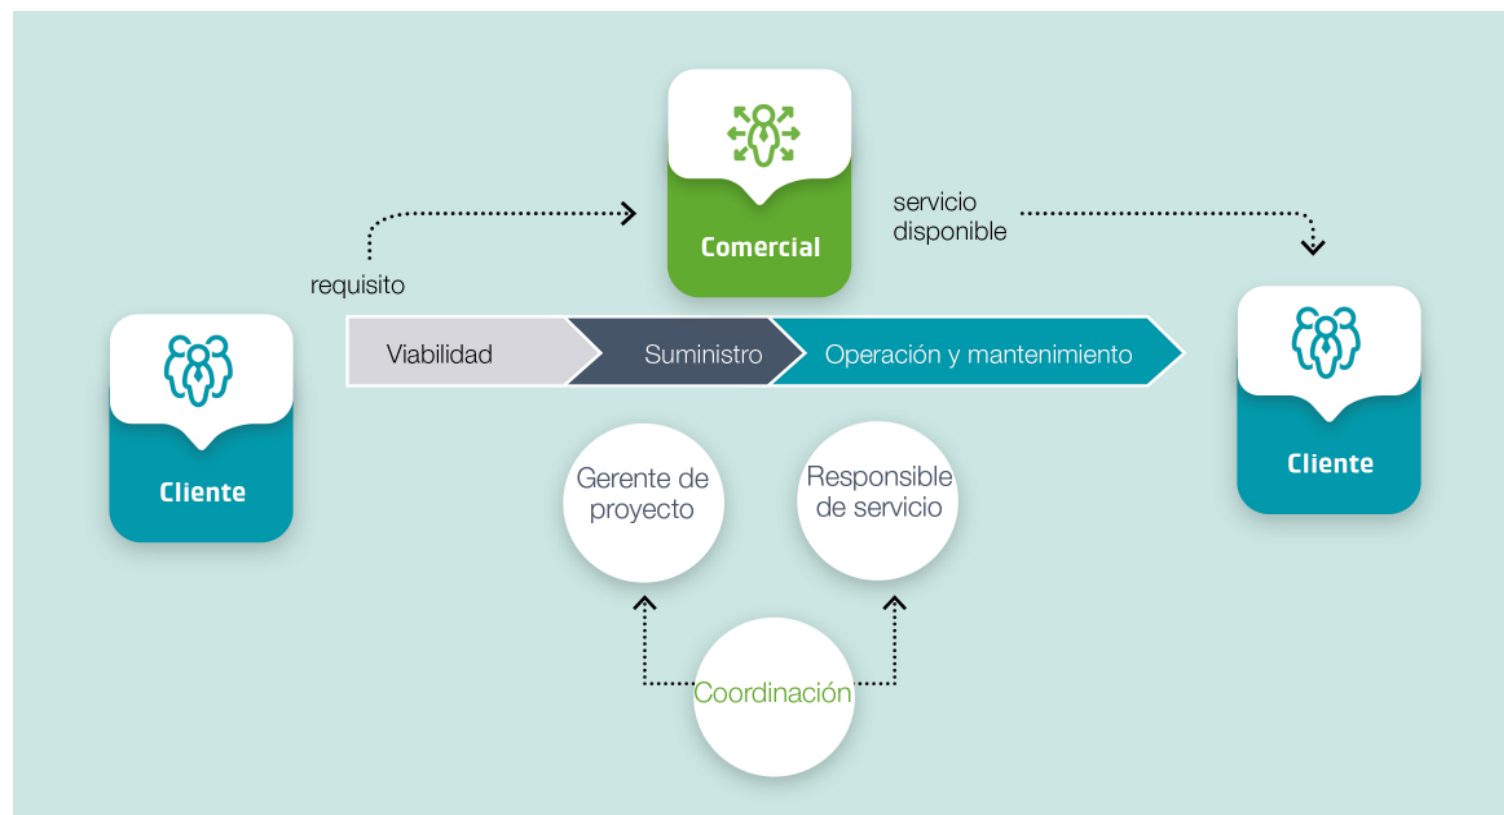 servicio
disponible
Comercial
requisito
Viabilidad
Suministro
Operación y mantenimiento
Cliente
Cliente
Gerente de
proyecto
Responsible
de servicio
Coordinación